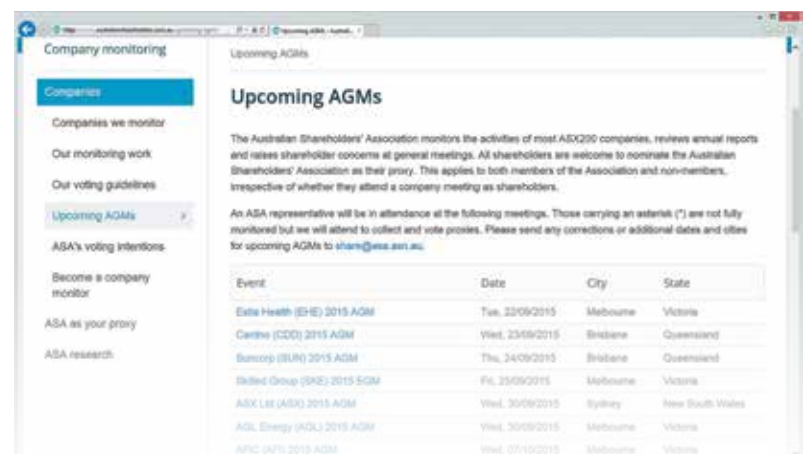 Company monitoring
Companies
Companies we monitor
Our monitoring work
Our voting guidelines
Upcoming AGMs
ASA's voting intentions
Become a company
monitor
ASA as your proxy
ASA research
Upcoming AGMs
Upcoming AGMs
The Australian Shareholders' Association monitors the activities of most ASX200 companies, reviews annual reports
and raises shareholder concerns at general meetings. All shareholders are welcome to nominate the Australian
Shareholders' Association as their proxy. This applies to both members of the Association and non-members,
irrespective of whether they attend a company meeting as shareholders.
An ASA representative will be in attendance at the following meetings. Those carrying an asterisk (*) are not fully
monitored but we will attend to collect and vote proxies. Please send any corrections or additional dates and cities
for upcoming AGMs to share@asa.asn.au.
Event Date City State
Estia Health (EHE) 2015 AGM Tue, 22/09/2015 Melbourne Victoria
Cardno (CDD) 2015 AGM Wed, 23/09/2015 Brisbane Queensland
Suncorp (SUN) 2015 AGM Thu, 24/09/2015 Brisbane Queensland
Skilled Group (SKE) 2015 EGM Fri, 25/09/2015 Melbourne Victoria
ASX Ltd (ASX) 2015 AGM Wed, 30/09/2015 Sydney New South Wales
AGL Energy (AGL) 2015 AGM Wed, 30/09/2015 Melbourne Victoria
AFIC (AFI) 2015 AGM Wed, 07/10/2015 Melbourne Victoria